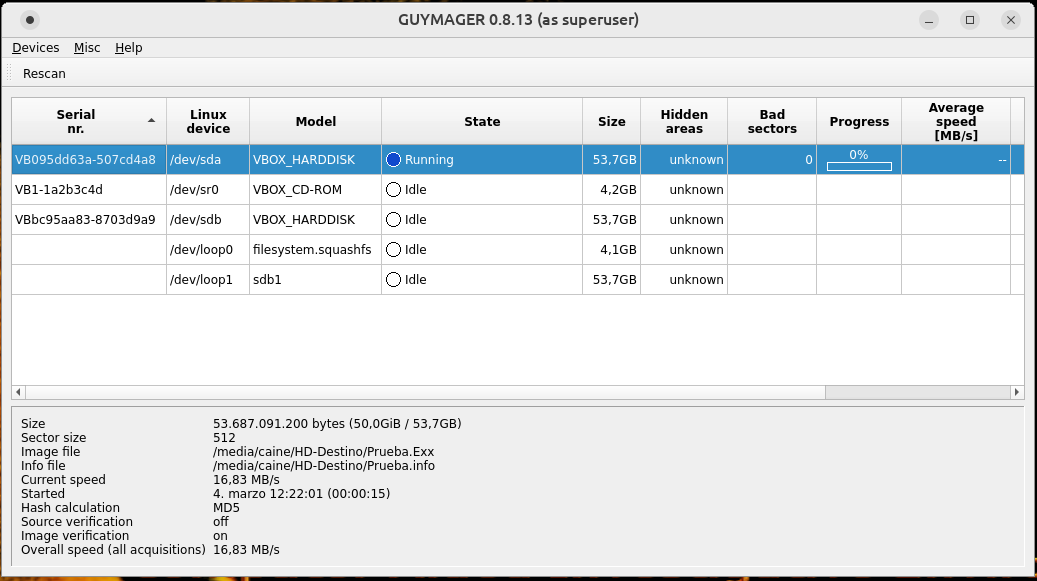 GUYMAGER 0.8.13 (as superuser)
Devices Misc Help
Rescan
Serial nr. Linux device Model State Size Hidden areas Bad sectors Progress Average speed [MB/s]
VB095dd63a-507cd4a8 /dev/sda VBOX_HARDDISK Running 53,7GB unknown 0 0% --
VB1-1a2b3c4d /dev/sr0 VBOX_CD-ROM Idle 4,2GB unknown
VBbc95aa83-8703d9a9 /dev/sdb VBOX_HARDDISK Idle 53,7GB unknown
/dev/loop0 filesystem.squashfs Idle 4,1GB unknown
/dev/loop1 sdb1 Idle 53,7GB unknown
Size 53.687.091.200 bytes (50,0GiB / 53,7GB)
Sector size 512
Image file /media/caine/HD-Destino/Prueba.Exx
Info file /media/caine/HD-Destino/Prueba.info
Current speed 16,83 MB/s
Started 4. marzo 12:22:01 (00:00:15)
Hash calculation MD5
Source verification off
Image verification on
Overall speed (all acquisitions) 16,83 MB/s